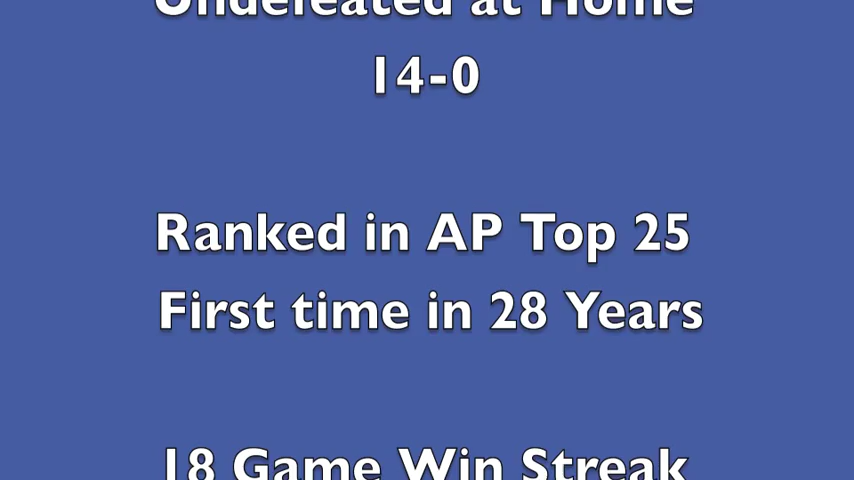 Undefeated at Home
14-0
Ranked in AP Top 25
First time in 28 Years
18 Game Win Streak